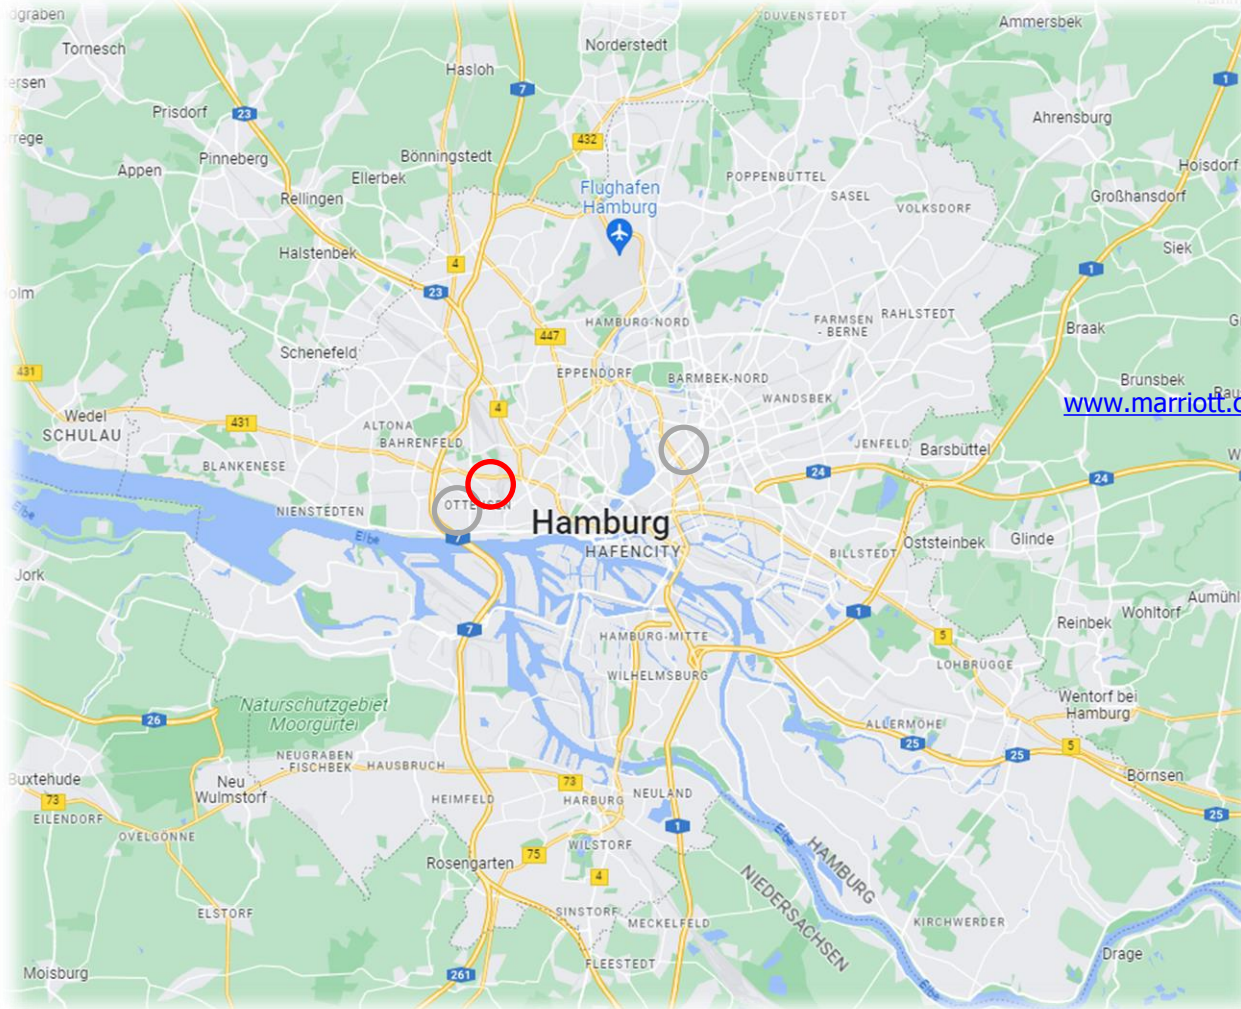 DUVENSTEDT
Ammersbek
Tornesch
Norderstedt
Hasloh
7
1
Prisdorf
23
Ahrensburg
432
Pinneberg
Bönningstedt
Appen
Ellerbek
Hoisdorf
POPPENBÜTTEL
Flughafen
Hamburg
Rellingen
SASEL
Großhansdorf
VOLKSDORF
Halstenbek
Siek
4
1
23
HAMBURG-NORD
FARMSEN
- BERNE
RAHLSTEDT
Braak
447
Schenefeld
431
EPPENDORF
BARMBEK-NORD
Brunsbek
WANDSBEK
www.marriott.c
4
Wedel
SCHULAU
431
ALTONA
BAHRENFELD
JENFELD
Barsbüttel
BLANKENESE
24
24
OTTENSEN
NIENSTEDTEN
Elbe
Hamburg
Elbe
7
HAFENCITY
BILLSTEDT
Oststeinbek
Glinde
Jork
Aumühl
1
Wohltorf
7
Reinbek
HAMBURG-MITTE
5
LOHBRÜGGE
WILHELMSBURG
Naturschutzgebiet
Moorgürtel
Wentorf bei
Hamburg
26
ALLERMÖHE
25
5
25
NEUGRABEN
- FISCHBEK
HAUSBRUCH
Buxtehude
Neu
Wulmstorf
73
Börnsen
73
HEIMFELD
HARBURG
NEULAND
EILENDORF
25
OVELGÖNNE
1
Elbe
WILSTORF
HAMBURG
75
Rosengarten
4
NIEDERSACHSEN
ELSTORF
SINSTORF
MECKELFELD
KIRCHWERDER
Drage
FLEESTEDT
Moisburg
261
Elbe